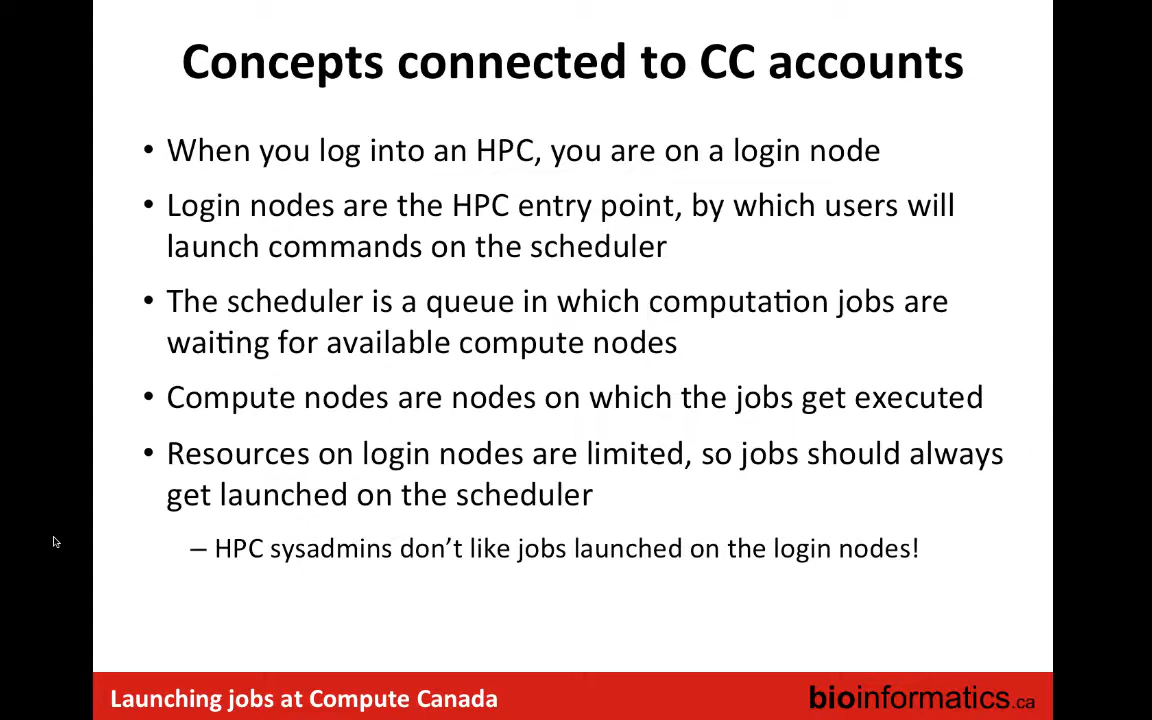 Concepts connected to CC accounts
• When you log into an HPC, you are on a login node
• Login nodes are the HPC entry point, by which users will
launch commands on the scheduler
• The scheduler is a queue in which computation jobs are
waiting for available compute nodes
• Compute nodes are nodes on which the jobs get executed
• Resources on login nodes are limited, so jobs should always
get launched on the scheduler
– HPC sysadmins don’t like jobs launched on the login nodes!
Launching jobs at Compute Canada
bioinformatics.ca